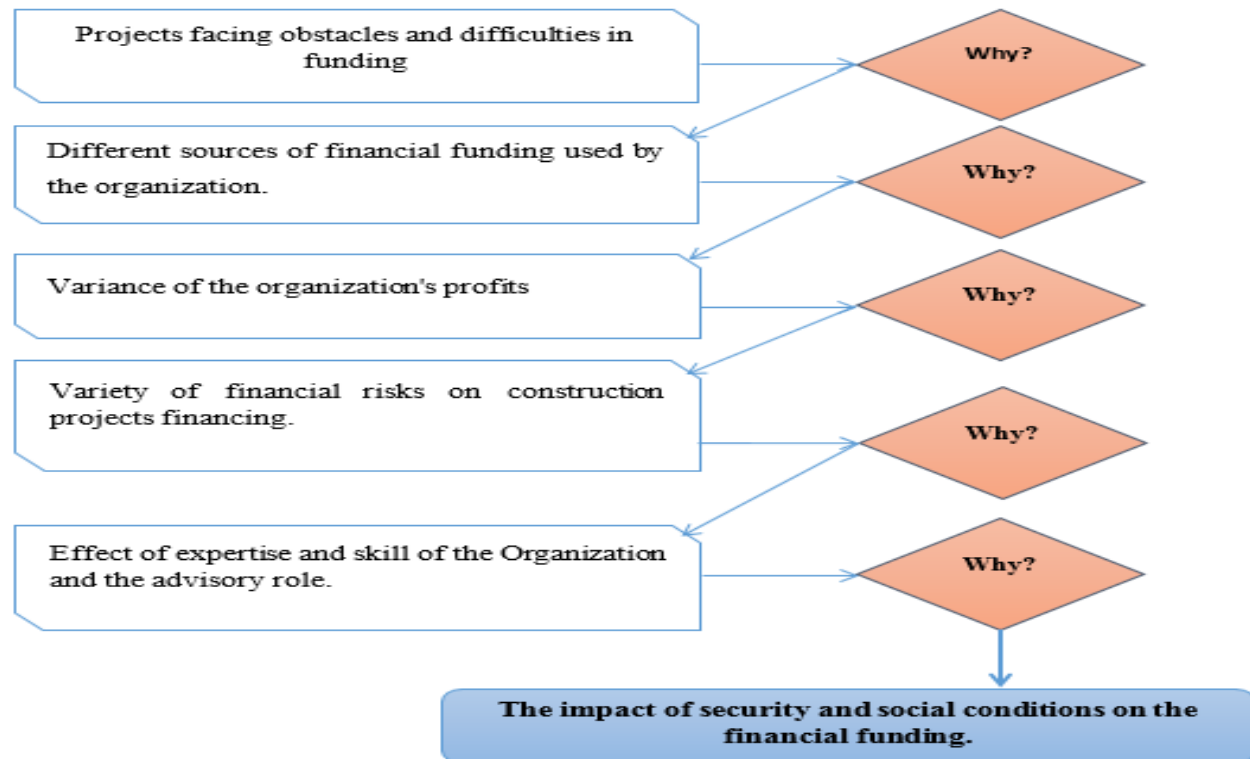 Projects facing obstacles and difficulties in
funding
Why?
Different sources of financial funding used by
the organization.
Why?
Variance of the organization's profits
Why?
Variety of financial risks on construction
projects financing.
Why?
Effect of expertise and skill of the Organization
and the advisory role.
Why?
The impact of security and social conditions on the
financial funding.